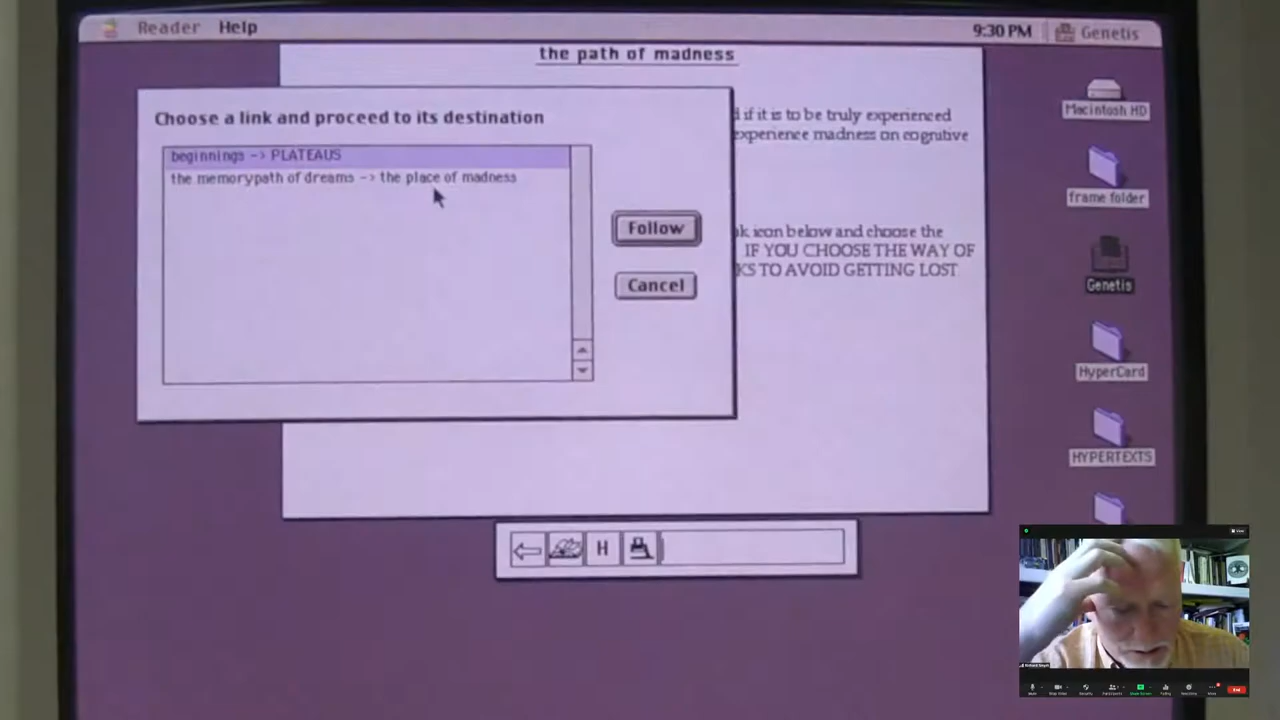 Reader Help
9:30 PM Genetis
the path of madness
Choose a link and proceed to its destination
beginnings -> PLATEAUS
the memorypath of dreams -> the place of madness
Follow
Cancel
if it is to be truly experienced
experience madness on cognitive
icon below and choose the
IF YOU CHOOSE THE WAY OF
TO AVOID GETTING LOST
H
Macintosh HD
frame folder
Genetis
HyperCard
HYPERTEXTS